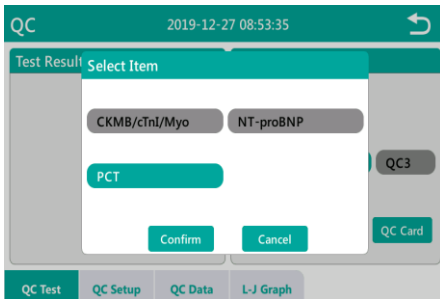 QC 2019-12-27 08:53:35
Test Result
Select Item
CKMB/cTnI/Myo NT-proBNP
PCT
QC3
Confirm Cancel
QC Card
QC Test QC Setup QC Data L-J Graph